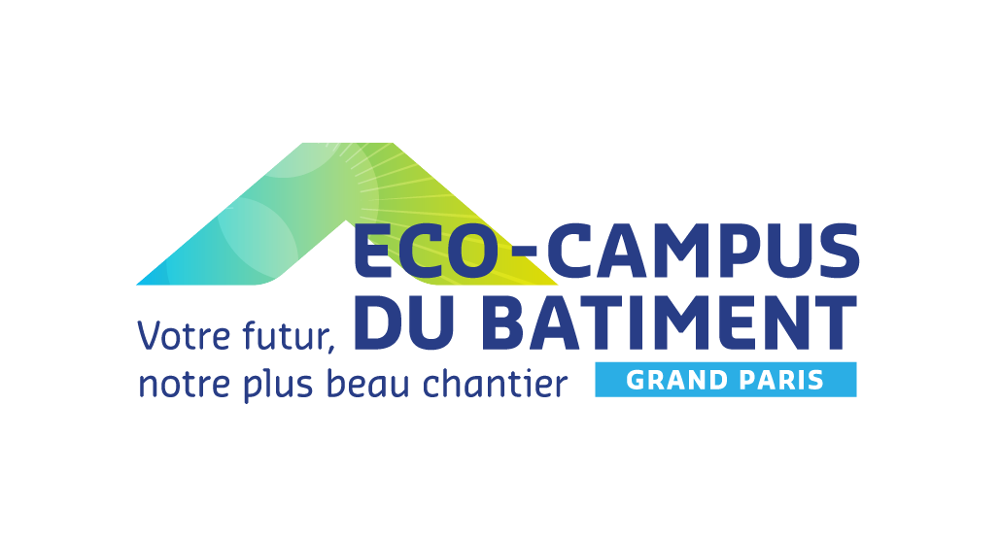 ECO-CAMPUS
DU BATIMENT
GRAND PARIS
Votre futur,
notre plus beau chantier